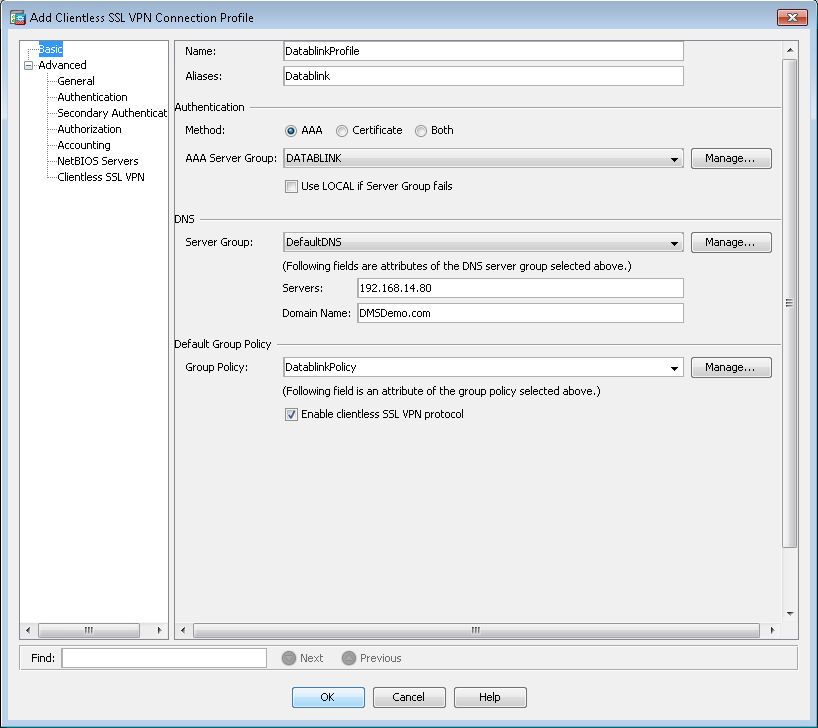 Add Clientless SSL VPN Connection Profile
Basic
Advanced
General
Authentication
Secondary Authenticat
Authorization
Accounting
NetBIOS Servers
Clientless SSL VPN
Name: DatablinkProfile
Aliases: Datablink
Authentication
Method: AAA Certificate Both
AAA Server Group: DATABLINK Manage...
Use LOCAL if Server Group fails
DNS
Server Group: DefaultDNS Manage...
(Following fields are attributes of the DNS server group selected above.)
Servers: 192.168.14.80
Domain Name: DMSDemo.com
Default Group Policy
Group Policy: DatablinkPolicy Manage...
(Following field is an attribute of the group policy selected above.)
Enable clientless SSL VPN protocol
Find: Next Previous
OK Cancel Help